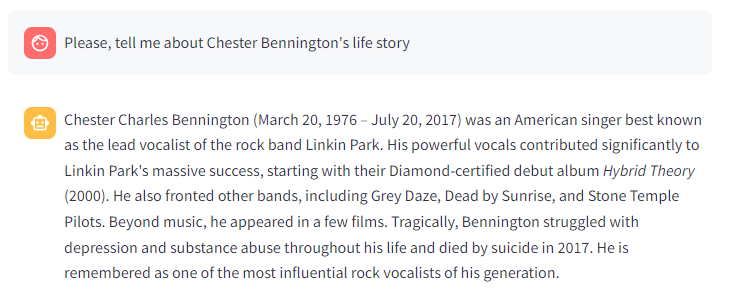 Please, tell me about Chester Bennington's life story
Chester Charles Bennington (March 20, 1976 – July 20, 2017) was an American singer best known
as the lead vocalist of the rock band Linkin Park. His powerful vocals contributed significantly to
Linkin Park's massive success, starting with their Diamond-certified debut album Hybrid Theory
(2000). He also fronted other bands, including Grey Daze, Dead by Sunrise, and Stone Temple
Pilots. Beyond music, he appeared in a few films. Tragically, Bennington struggled with
depression and substance abuse throughout his life and died by suicide in 2017. He is
remembered as one of the most influential rock vocalists of his generation.